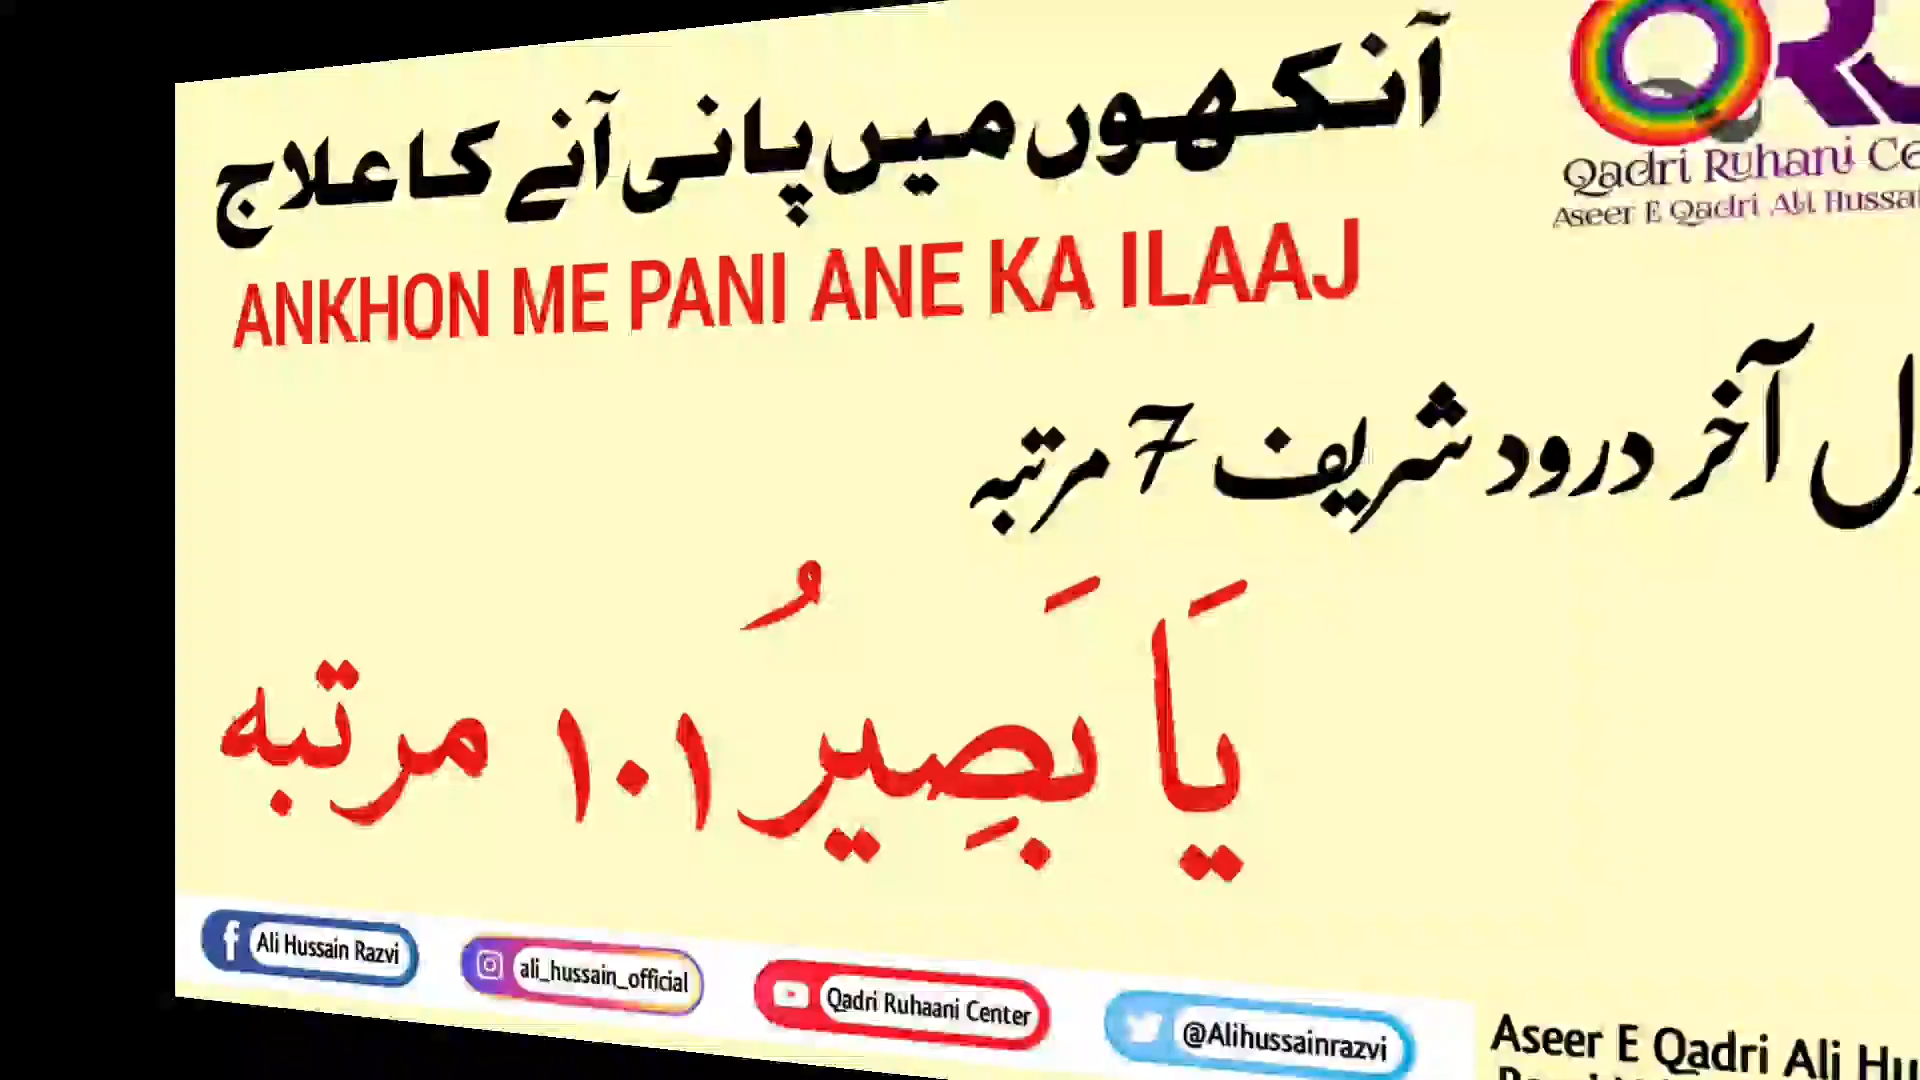 آنکھوں میں پانی آنے کا علاج
ANKHON ME PANI ANE KA ILAAJ
Qadri Ruhani
Aseer E Qadri Ali
آخر درود شریف 7 مرتبہ
یَا بَصِیرُ ۱۰۱ مرتبہ
Ali Hussain Razvi
ali_hussain_official
Qadri Ruhaani Center
@Alihussainrazvi
Aseer E Qadri Ali